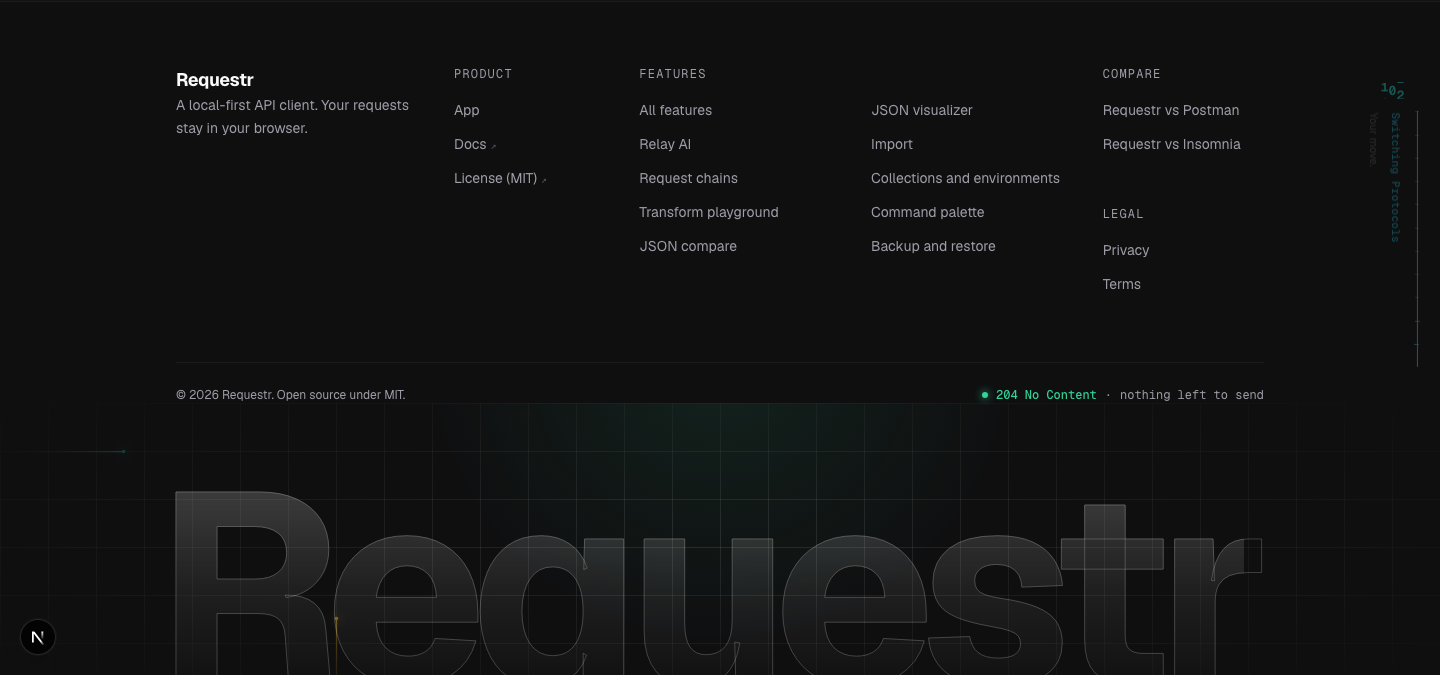 Requestr
A local-first API client. Your requests
stay in your browser.
PRODUCT
App
Docs ↗
License (MIT) ↗
FEATURES
All features
Relay AI
Request chains
Transform playground
JSON compare
JSON visualizer
Import
Collections and environments
Command palette
Backup and restore
COMPARE
Requestr vs Postman
Requestr vs Insomnia
LEGAL
Privacy
Terms
102
Switching Protocols
Your move.
© 2026 Requestr. Open source under MIT.
204 No Content · nothing left to send
Requestr
N